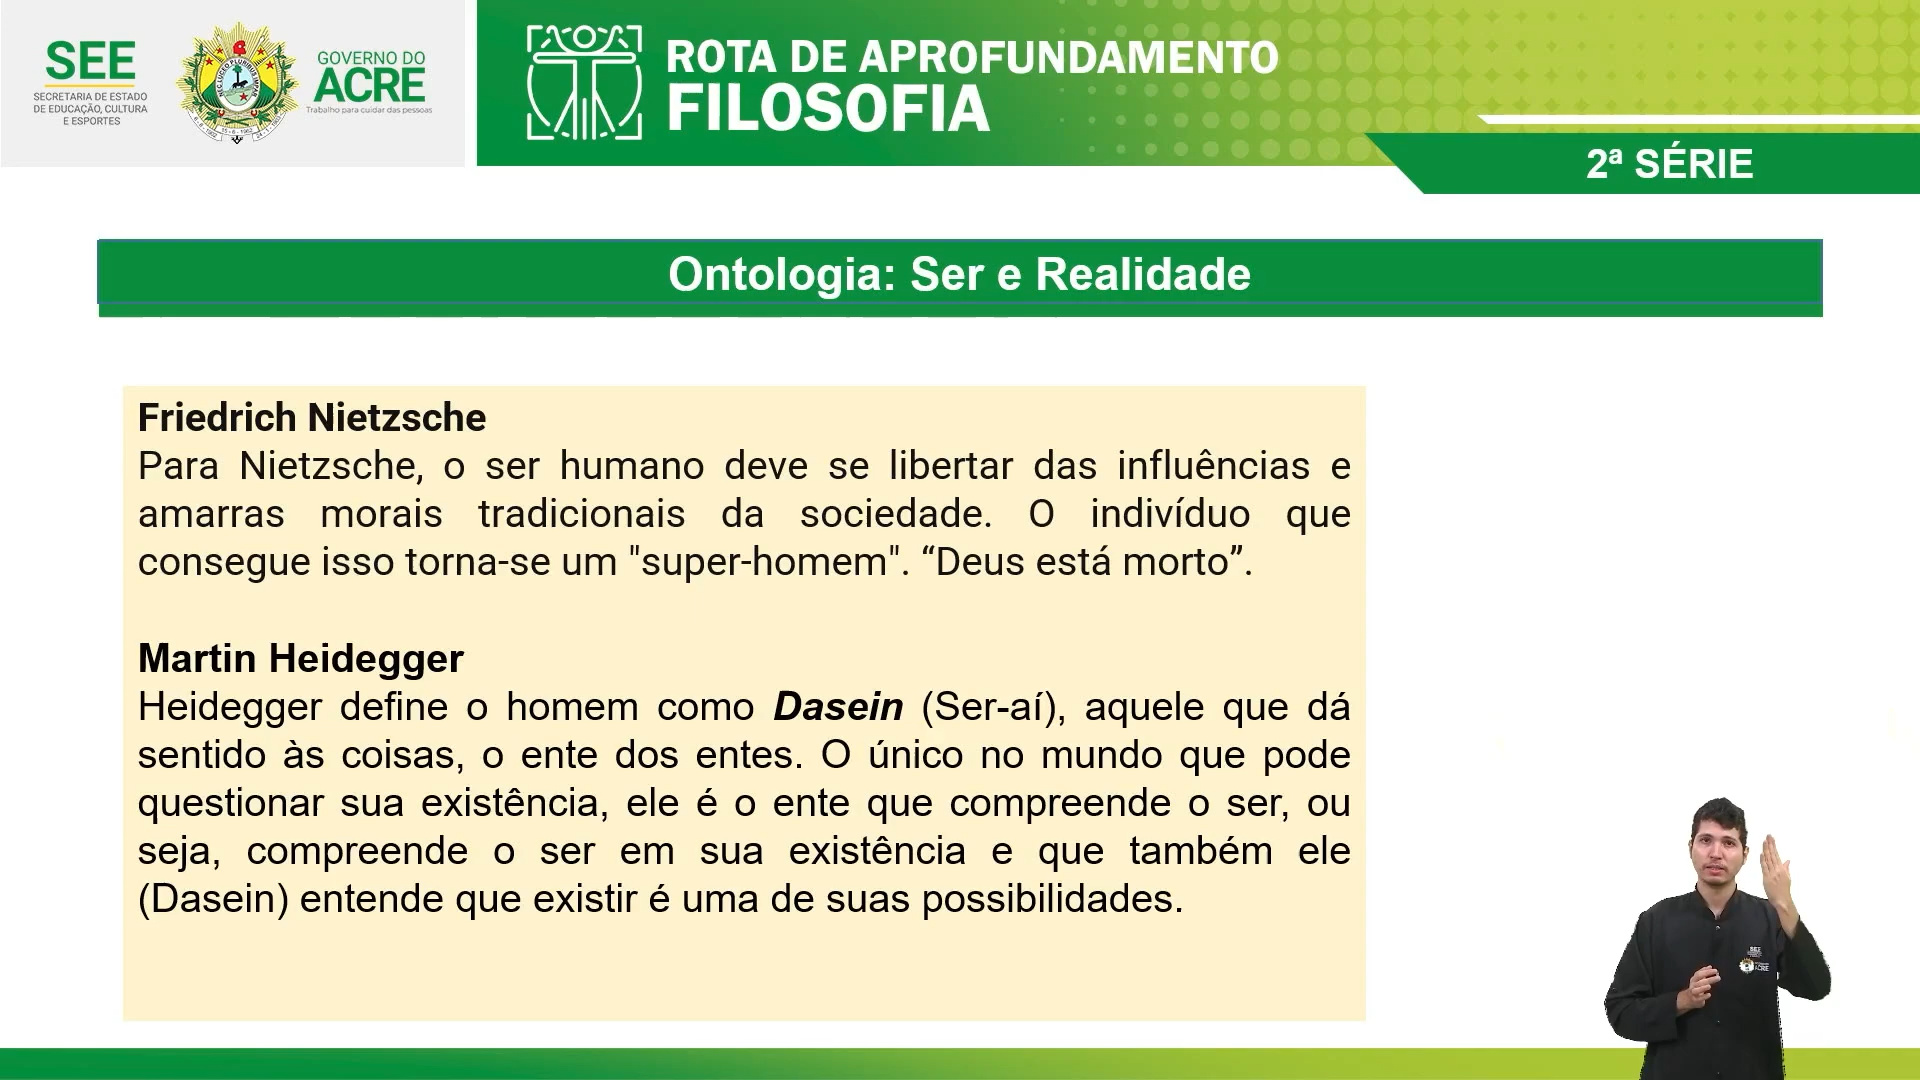 SEE
SECRETARIA DE ESTADO
DE EDUCAÇÃO, CULTURA
E ESPORTES
GOVERNO DO
ACRE
Trabalho para cuidar das pessoas
ROTA DE APROFUNDAMENTO
FILOSOFIA
2ª SÉRIE
Ontologia: Ser e Realidade
Friedrich Nietzsche
Para Nietzsche, o ser humano deve se libertar das influências e
amarras morais tradicionais da sociedade. O indivíduo que
consegue isso torna-se um "super-homem". “Deus está morto”.
Martin Heidegger
Heidegger define o homem como Dasein (Ser-aí), aquele que dá
sentido às coisas, o ente dos entes. O único no mundo que pode
questionar sua existência, ele é o ente que compreende o ser, ou
seja, compreende o ser em sua existência e que também ele
(Dasein) entende que existir é uma de suas possibilidades.
SEE
ACRE